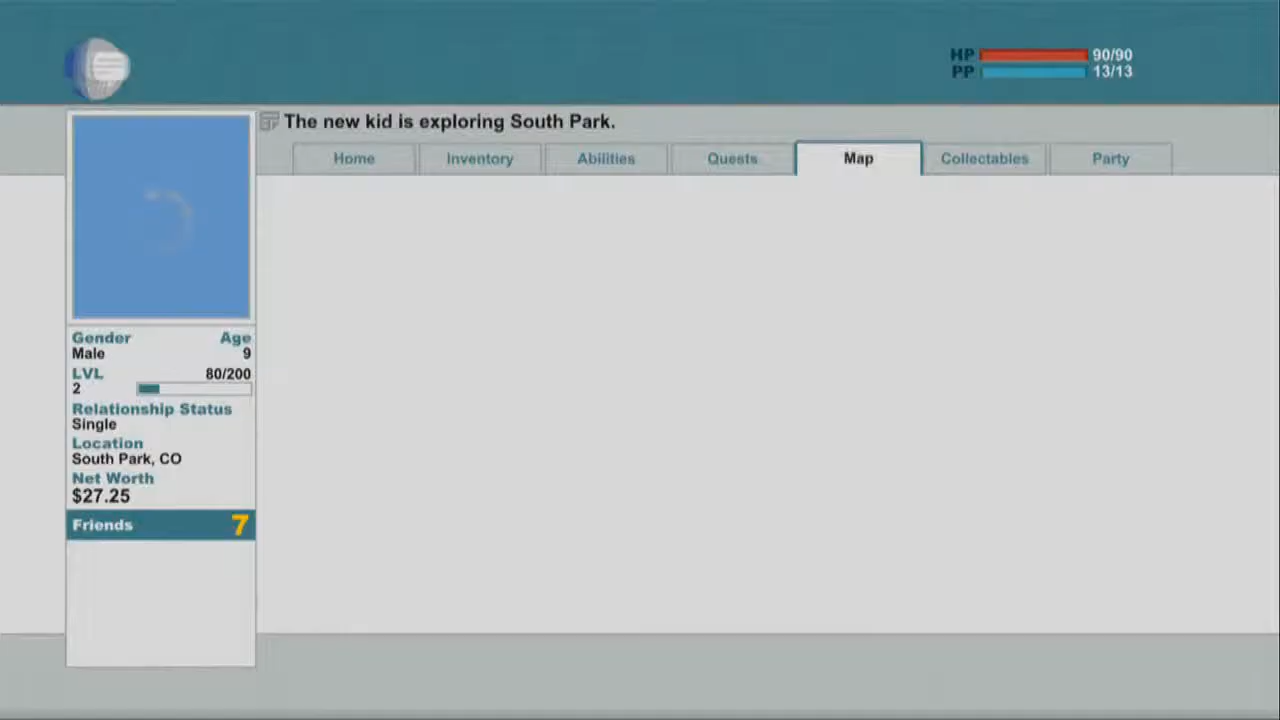 HP 90/90
PP 13/13
The new kid is exploring South Park.
Home Inventory Abilities Quests Map Collectables Party
Gender Age
Male 9
LVL 80/200
2
Relationship Status
Single
Location
South Park, CO
Net Worth
$27.25
Friends 7